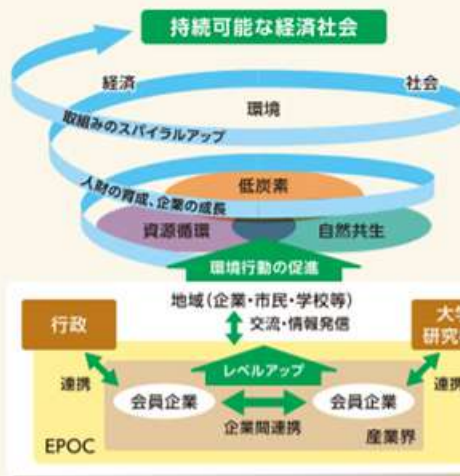 持続可能な経済社会
経済
社会
環境
取組みのスパイラルアップ
人財の育成、企業の成長
低炭素
資源循環
自然共生
環境行動の促進
地域(企業・市民・学校等)
交流・情報発信
行政
大学
研究
レベルアップ
連携
連携
会員企業
会員企業
企業間連携
産業界
EPOC